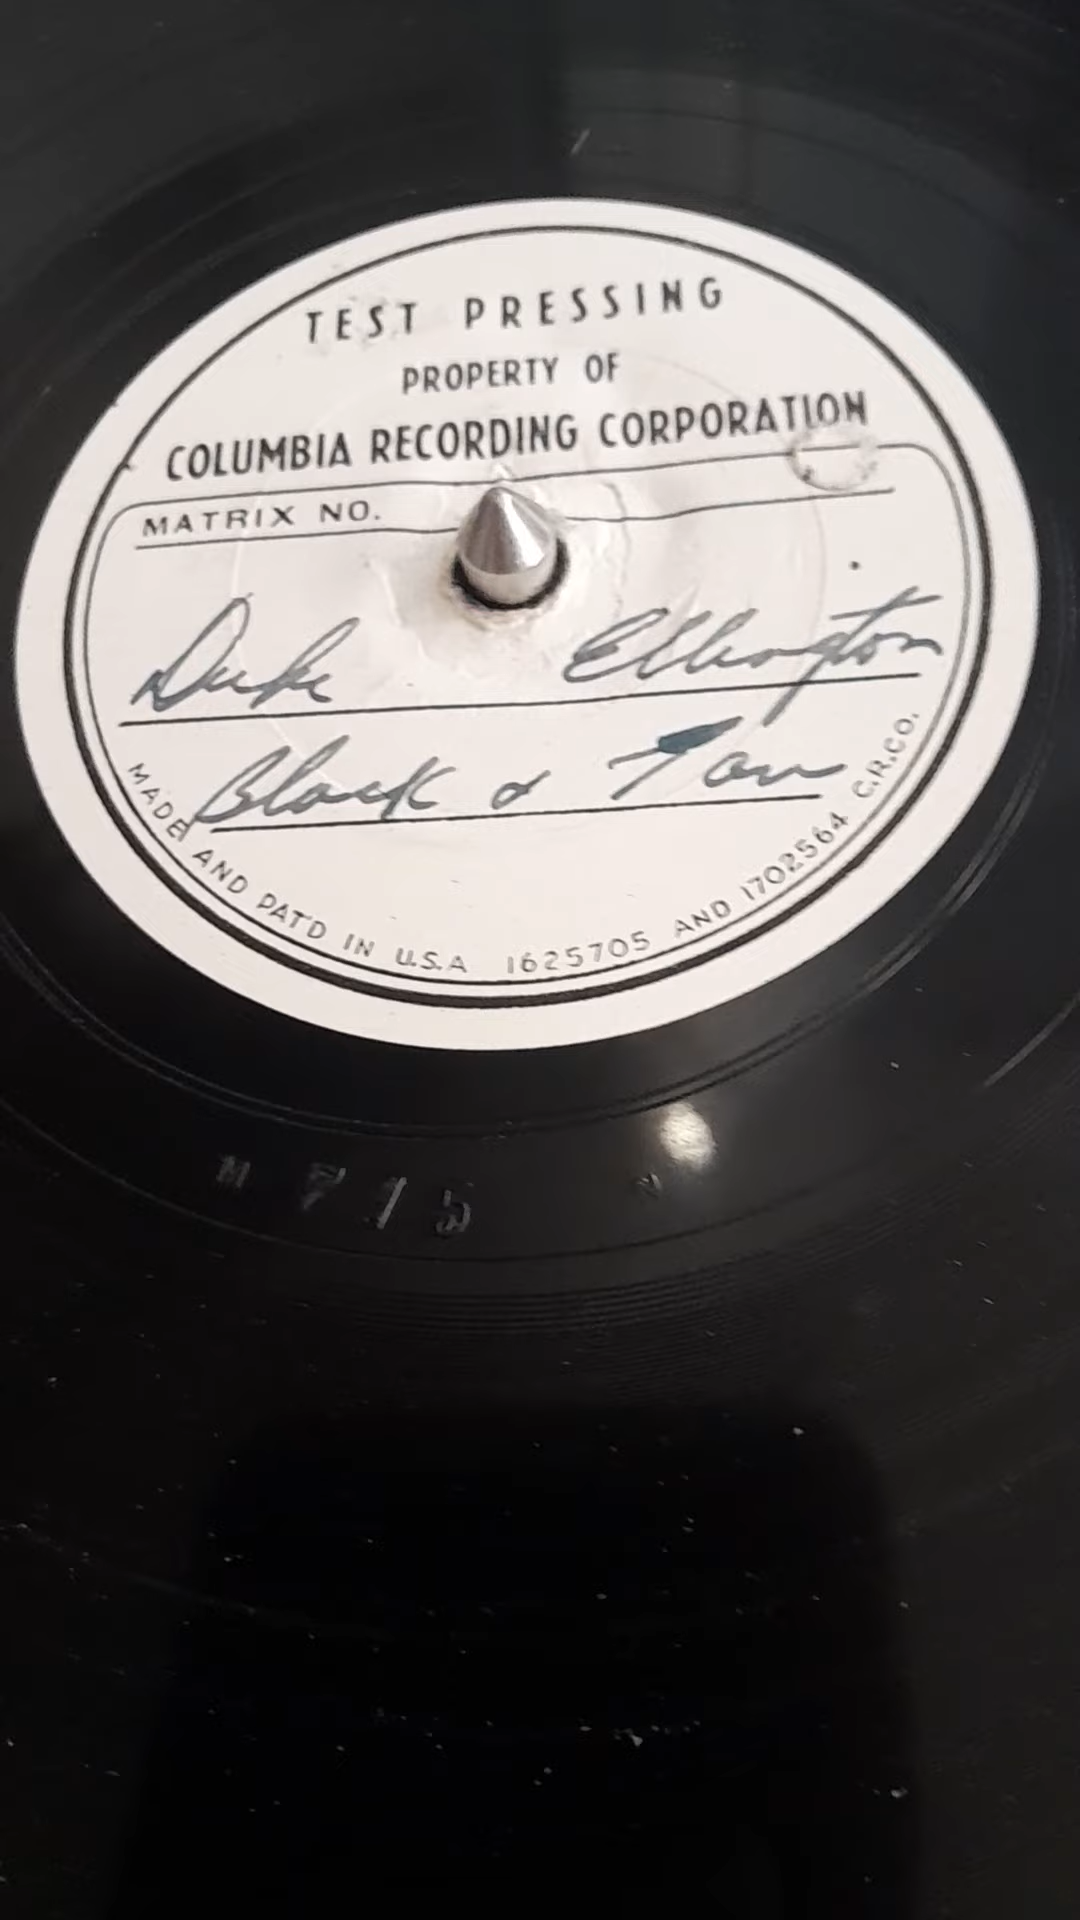 TEST PRESSING
PROPERTY OF
COLUMBIA RECORDING CORPORATION
MATRIX NO.
Duke Ellington
Black & Tan
MADE AND PAT'D IN U.S.A 1625705 AND 1702564 C.R.CO.
M 715